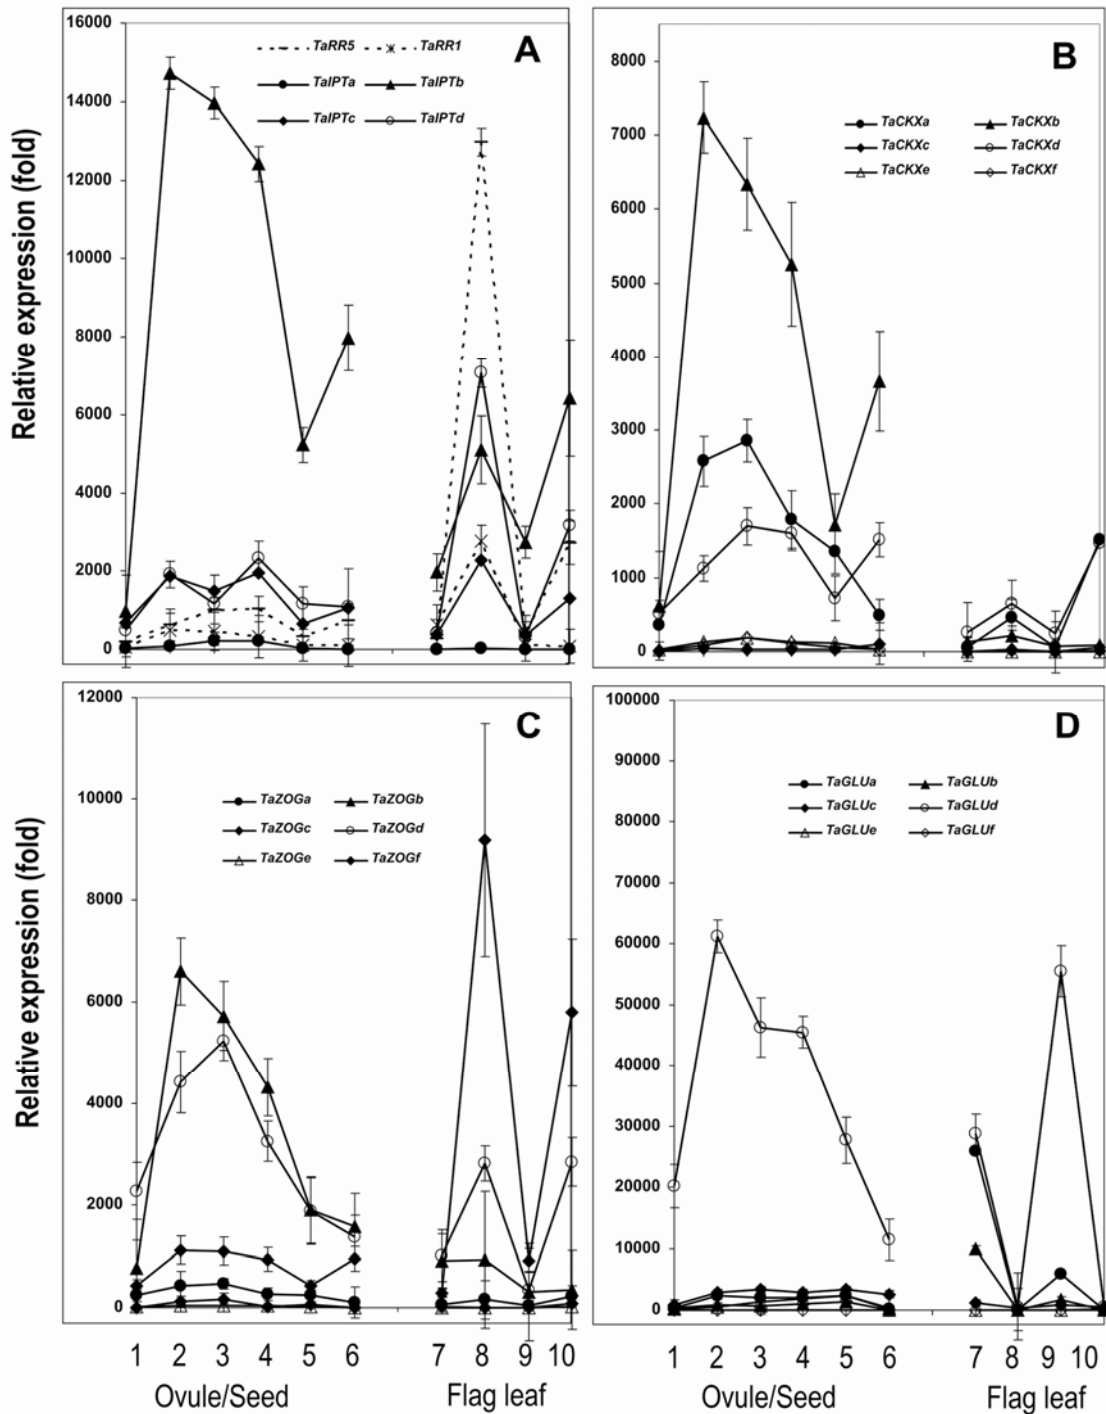 A
Relative expression (fold)
16000
14000
12000
10000
8000
6000
4000
2000
0
TaRR5 TaRR1
TaIPTa TaIPTb
TaIPTc TaIPTd
B
8000
7000
6000
5000
4000
3000
2000
1000
0
TaCKXa TaCKXb
TaCKXc TaCKXd
TaCKXe TaCKXf
C
Relative expression (fold)
12000
10000
8000
6000
4000
2000
0
TaZOGa TaZOGb
TaZOGc TaZOGd
TaZOGe TaZOGf
1 2 3 4 5 6 7 8 9 10
Ovule/Seed Flag leaf
D
100000
90000
80000
70000
60000
50000
40000
30000
20000
10000
0
TaGLUa TaGLUb
TaGLUc TaGLUd
TaGLUe TaGLUf
1 2 3 4 5 6 7 8 9 10
Ovule/Seed Flag leaf